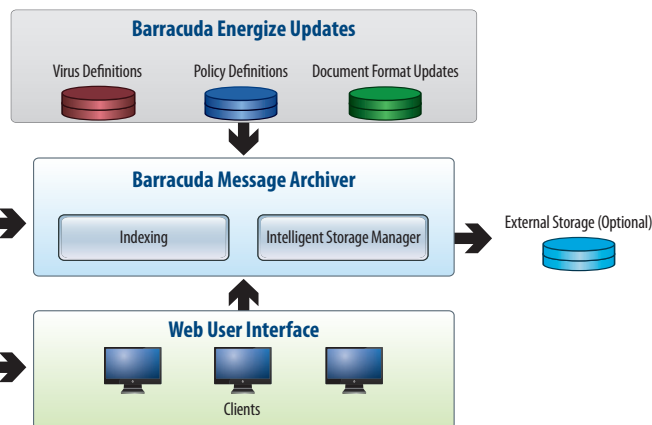 Barracuda Energize Updates
Virus Definitions
Policy Definitions
Document Format Updates
Barracuda Message Archiver
Indexing
Intelligent Storage Manager
External Storage (Optional)
Web User Interface
Clients